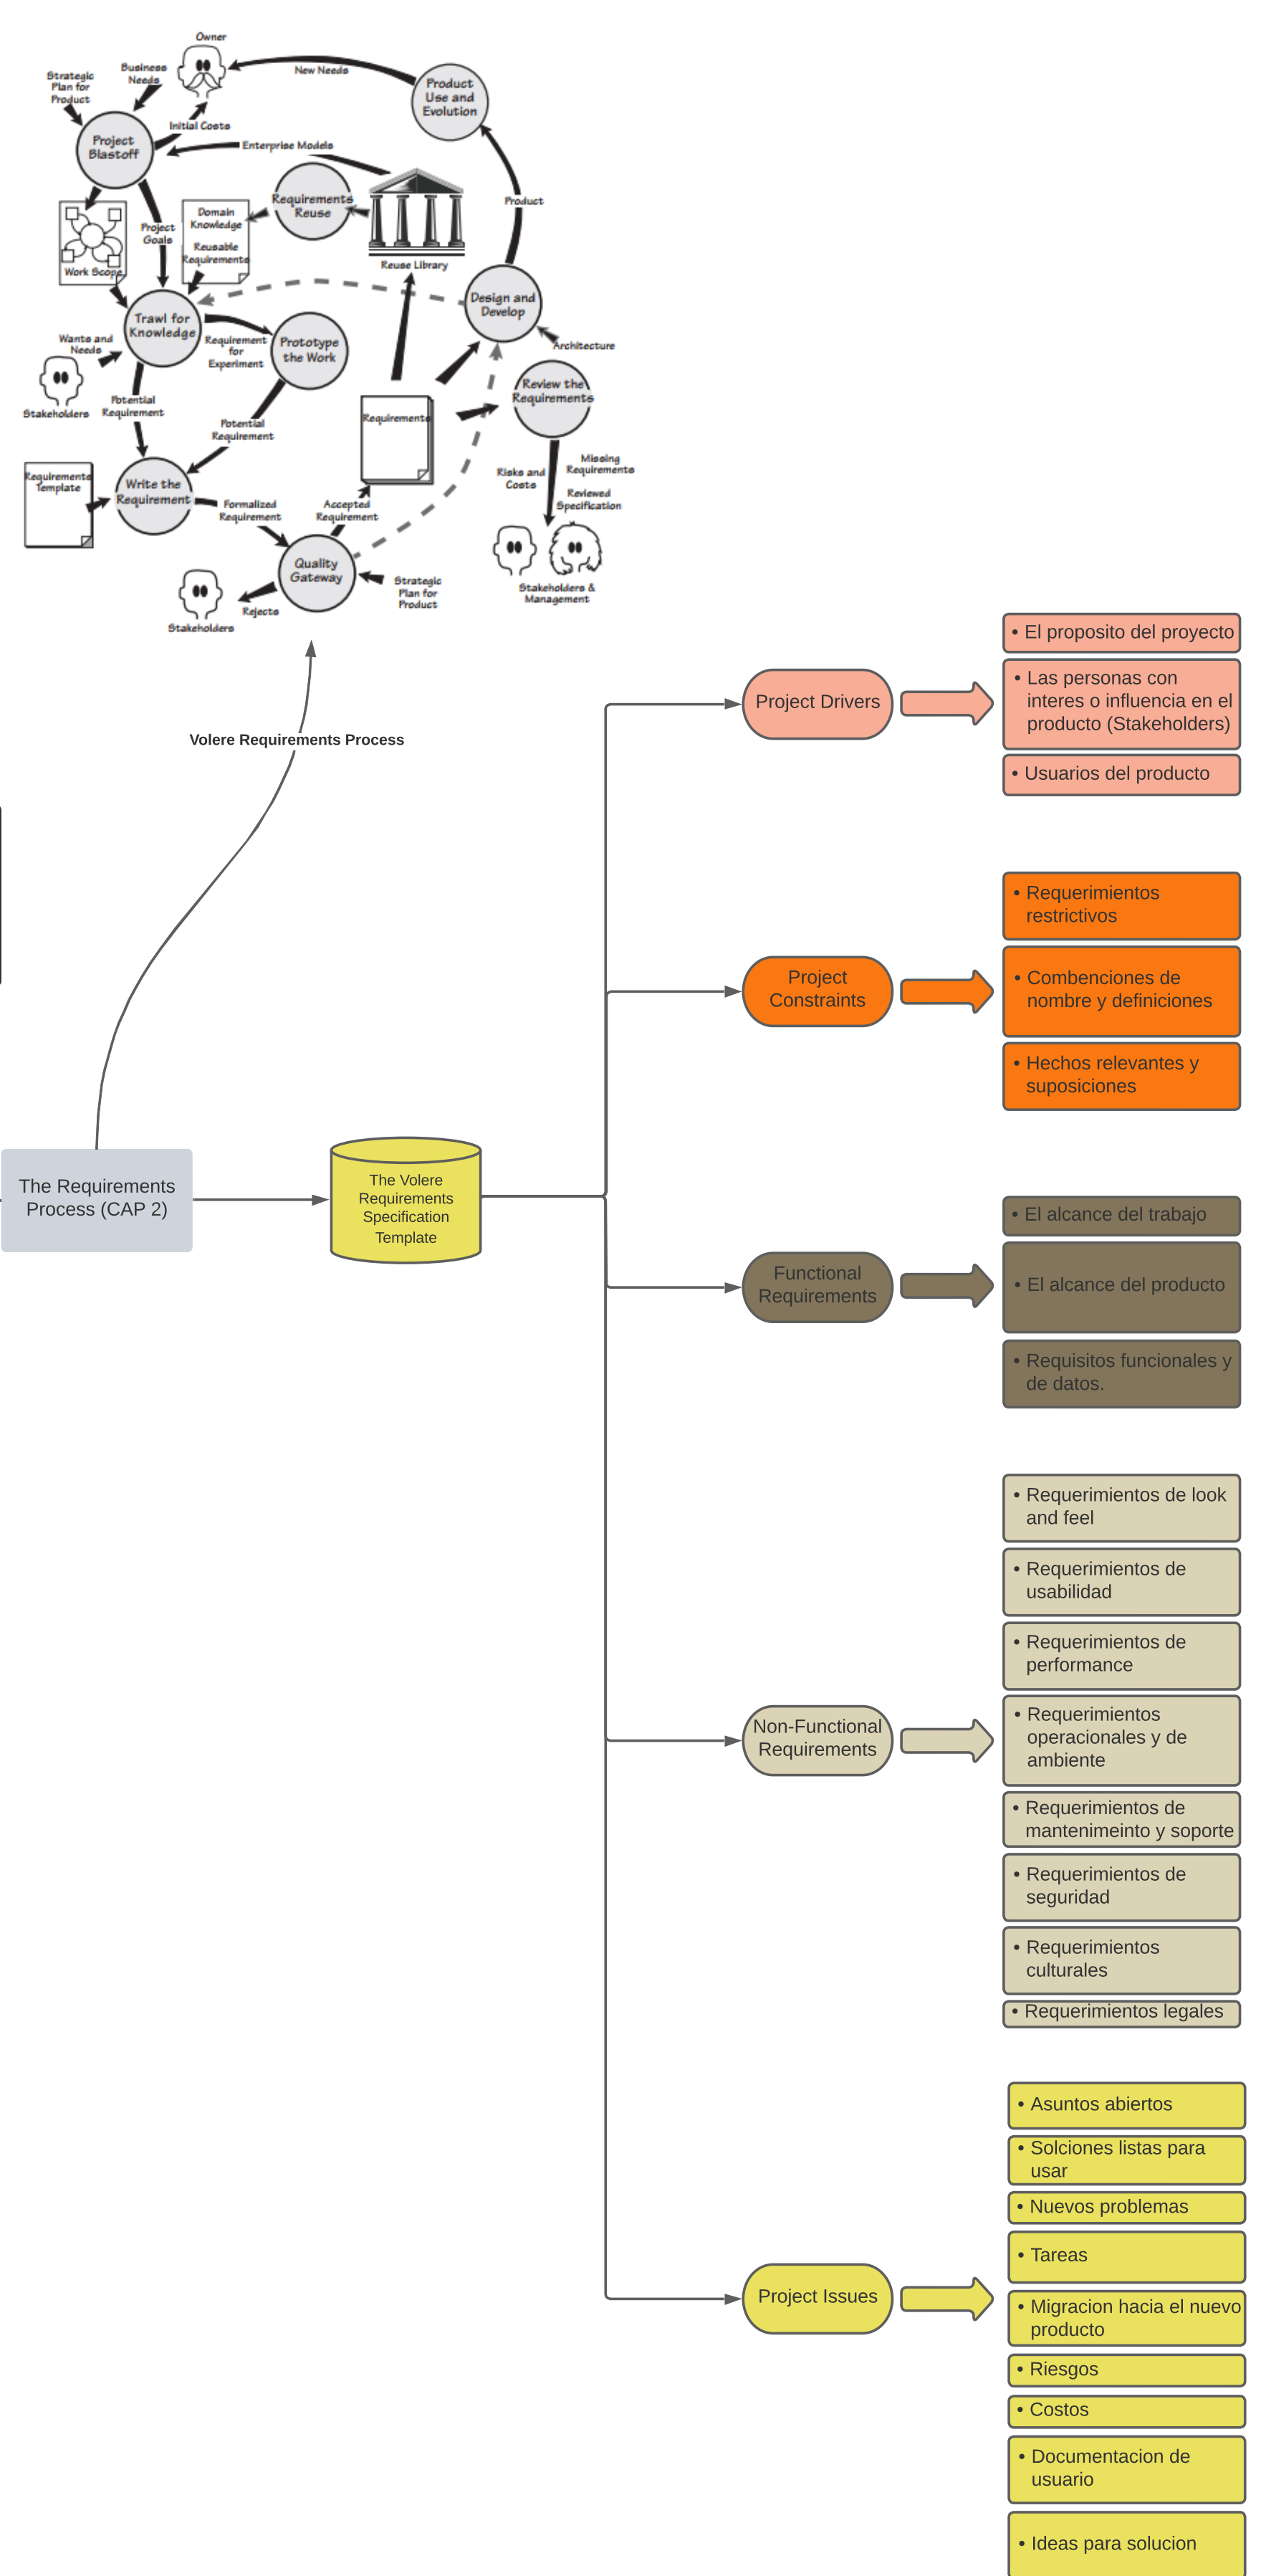 Owner
Strategic
Plan for
Product
Business
Needs
New Needs
Product
Use and
Evolution
Initial Costs
Project
Blastoff
Enterprise Models
Requirements
Reuse
Domain
Knowledge
Reusable
Requirements
Project
Goals
Work Scope
Product
Reuse Library
Design and
Develop
Trawl for
Knowledge
Requirement
for
Experiment
Prototype
the Work
Architecture
Wants and
Needs
Stakeholders
Review the
Requirements
Potential
Requirement
Potential
Requirement
Requirements
Missing
Requirements
Risks and
Costs
Reviewed
Specification
Requirements
Template
Write the
Requirement
Formalized
Requirement
Accepted
Requirement
Quality
Gateway
Strategic
Plan for
Product
Stakeholders &
Management
Rejects
Stakeholders
Volere Requirements Process
The Requirements
Process (CAP 2)
The Volere
Requirements
Specification
Template
Project Drivers
• El proposito del proyecto
• Las personas con
interes o influencia en el
producto (Stakeholders)
• Usuarios del producto
Project
Constraints
• Requerimientos
restrictivos
• Combenciones de
nombre y definiciones
• Hechos relevantes y
suposiciones
Functional
Requirements
• El alcance del trabajo
• El alcance del producto
• Requisitos funcionales y
de datos.
Non-Functional
Requirements
• Requerimientos de look
and feel
• Requerimientos de
usabilidad
• Requerimientos de
performance
• Requerimientos
operacionales y de
ambiente
• Requerimientos de
mantenimeinto y soporte
• Requerimientos de
seguridad
• Requerimientos
culturales
• Requerimientos legales
Project Issues
• Asuntos abiertos
• Solciones listas para
usar
• Nuevos problemas
• Tareas
• Migracion hacia el nuevo
producto
• Riesgos
• Costos
• Documentacion de
usuario
• Ideas para solucion